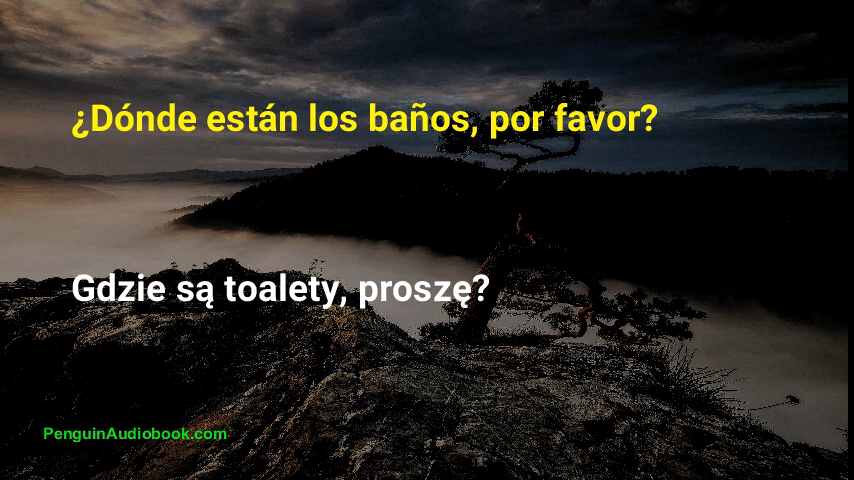 ¿Dónde están los baños, por favor?
Gdzie są toalety, proszę?
PenguinAudiobook.com